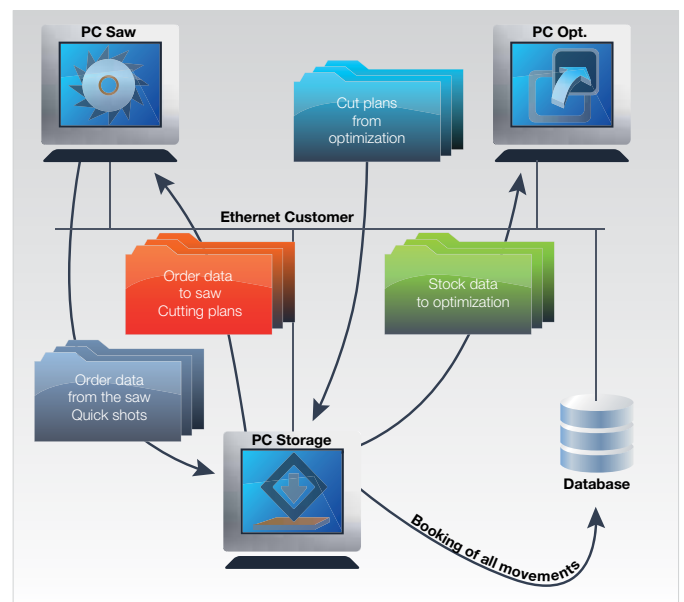 PC Saw
PC Opt.
Cut plans
from
optimization
Ethernet Customer
Order data
to saw
Cutting plans
Stock data
to optimization
Order data
from the saw
Quick shots
PC Storage
Database
Booking of all movements